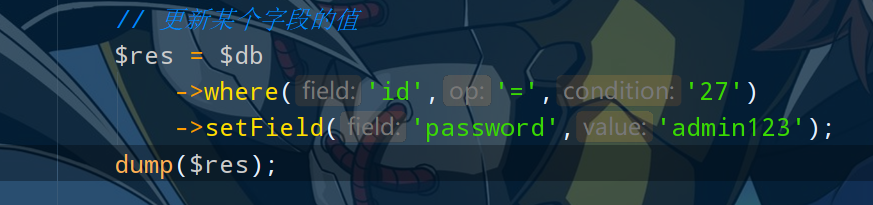 // 更新某个字段的值
$res = $db
->where( field: 'id', op: '=', condition: '27')
->setField( field: 'password', value: 'admin123');
dump($res);